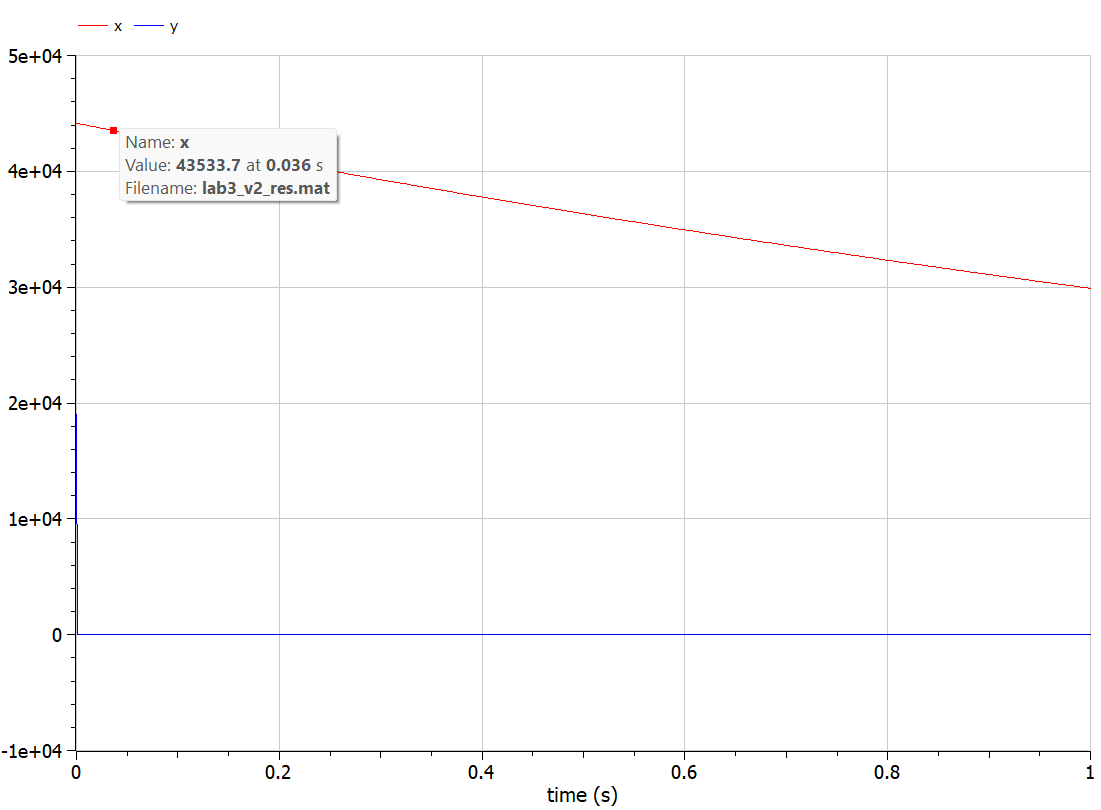 x y
5e+04
Name: x
Value: 43533.7 at 0.036 s
4e+04
Filename: lab3_v2_res.mat
3e+04
2e+04
1e+04
0
-1e+04
0 0.2 0.4 0.6 0.8 1
time (s)